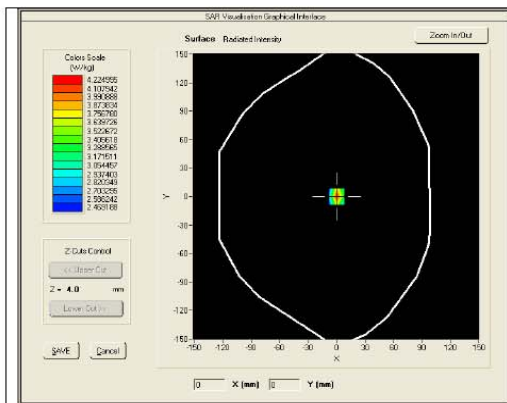 SAR Visualisation Graphical Interface
Surface Radiated Intensity
Zoom In/Out
Colors Scale
(W/kg)
4.224995
4.107942
3.990888
3.873834
3.756780
3.639726
3.522672
3.405618
3.288565
3.171511
3.054457
2.937403
2.820349
2.703295
2.586242
2.469188
150
120
90
60
30
0
-30
-60
-90
-120
-150
Y
-150 -120 -90 -60 -30 0 30 60 90 120 150
X
Z-Cuts Control
<< Upper Cut
Z = 4.0 mm
Lower Cut >>
SAVE Cancel
0 X (mm) 0 Y (mm)